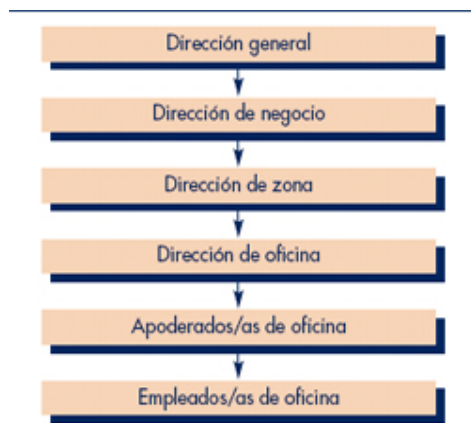 Dirección general
Dirección de negocio
Dirección de zona
Dirección de oficina
Apoderados/as de oficina
Empleados/as de oficina